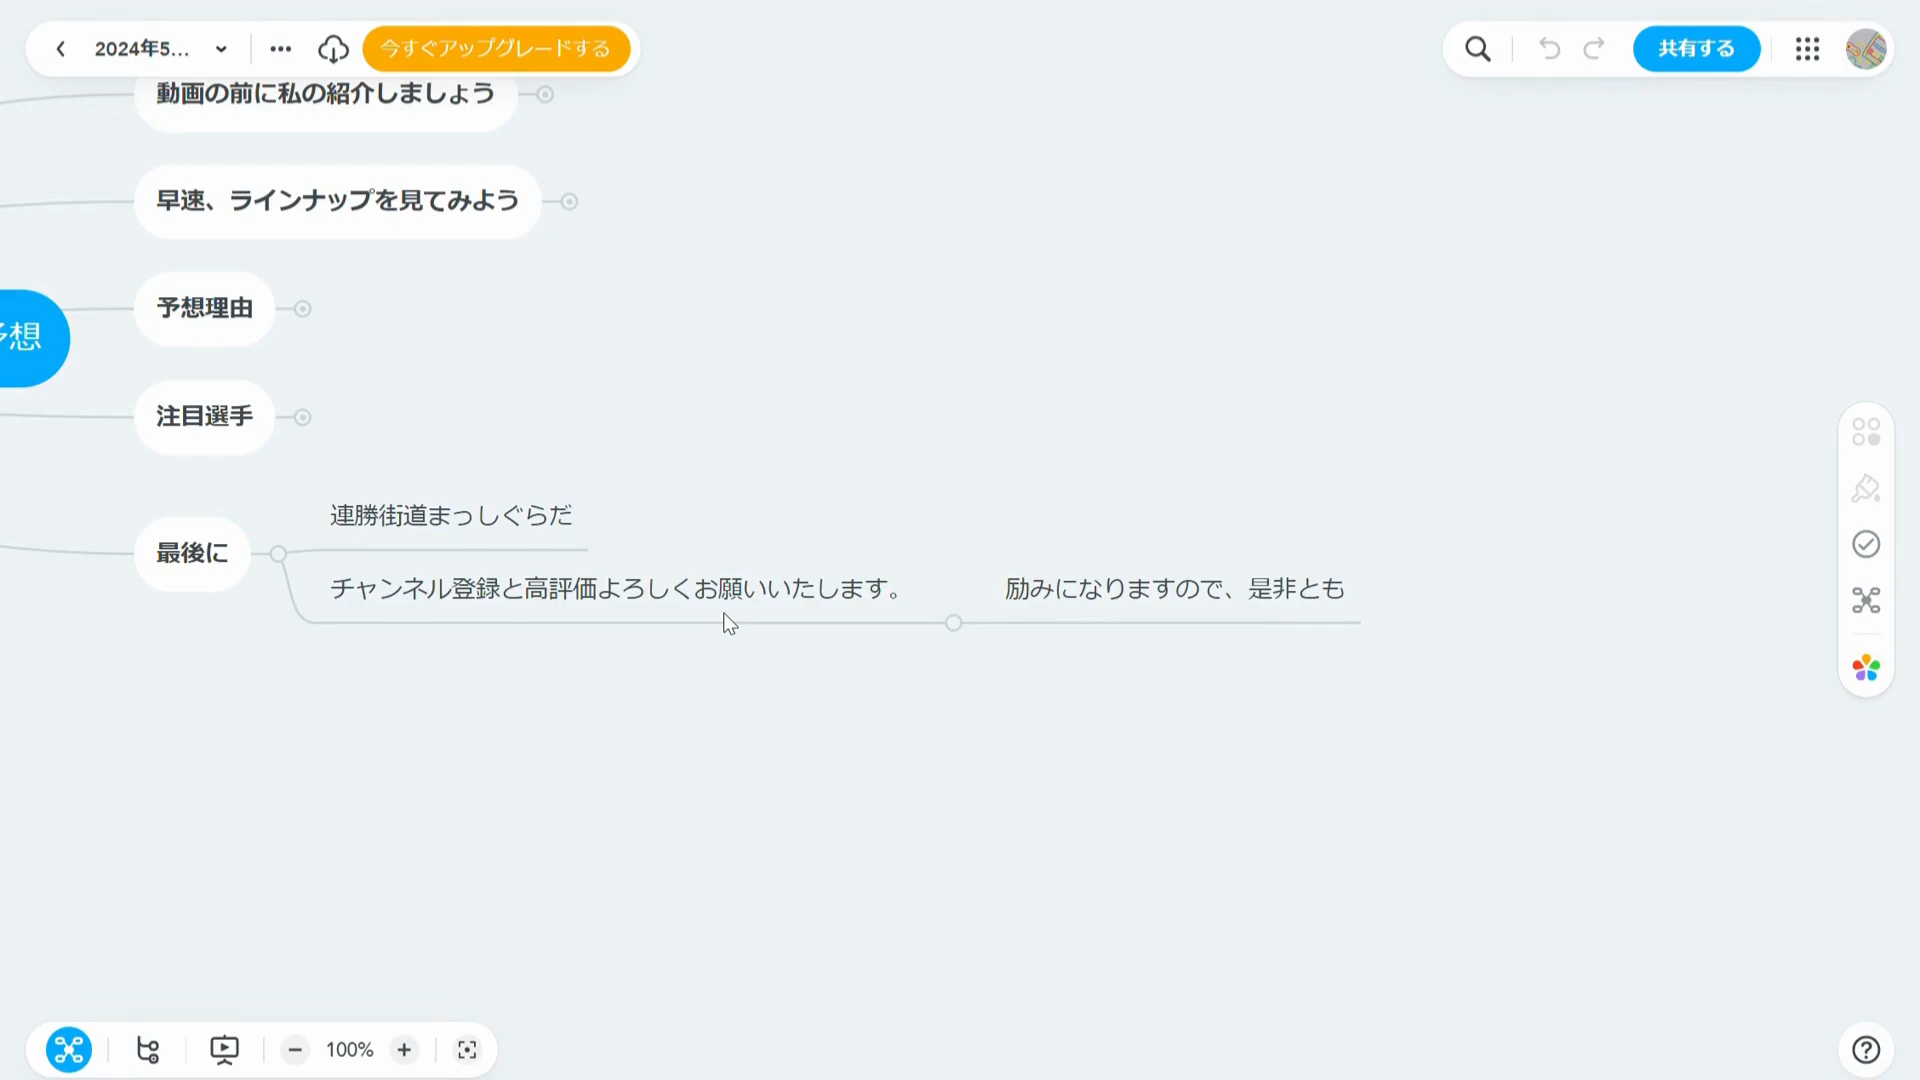 2024年5...
今すぐアップグレードする
共有する
動画の前に私の紹介しましょう
早速、ラインナップを見てみよう
予想理由
予想
注目選手
連勝街道まっしぐらだ
最後に
チャンネル登録と高評価よろしくお願いいたします。
励みになりますので、是非とも
100%